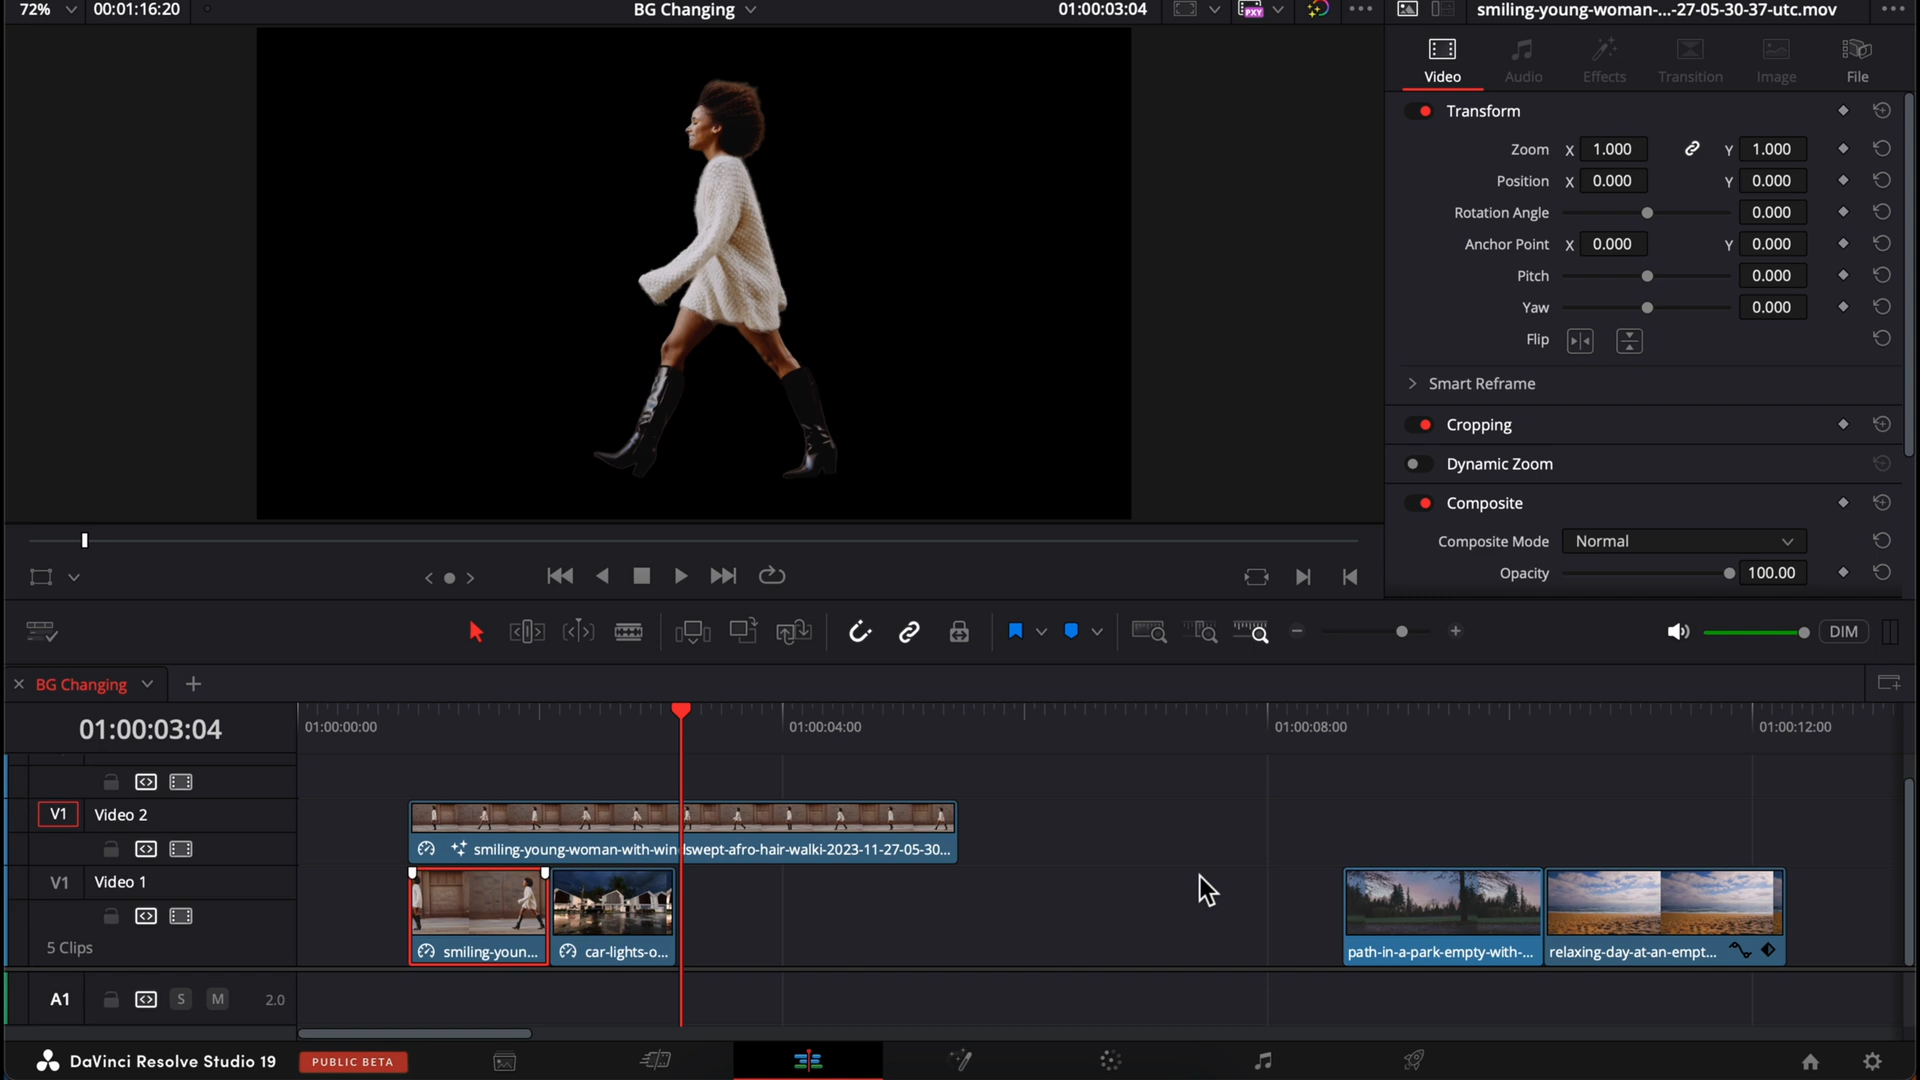 72%
00:01:16:20
BG Changing
01:00:03:04
PXY
smiling-young-woman-...-27-05-30-37-utc.mov
Video
Audio
Effects
Transition
Image
File
Transform
Zoom X 1.000 Y 1.000
Position X 0.000 Y 0.000
Rotation Angle 0.000
Anchor Point X 0.000 Y 0.000
Pitch 0.000
Yaw 0.000
Flip
Smart Reframe
Cropping
Dynamic Zoom
Composite
Composite Mode Normal
Opacity 100.00
DIM
BG Changing
01:00:03:04
01:00:00:00
01:00:04:00
01:00:08:00
01:00:12:00
V1 Video 2
smiling-young-woman-with-windswept-afro-hair-walki-2023-11-27-05-30...
V1 Video 1
5 Clips
smiling-youn...
car-lights-o...
path-in-a-park-empty-with-...
relaxing-day-at-an-empt...
A1 S M 2.0
DaVinci Resolve Studio 19
PUBLIC BETA